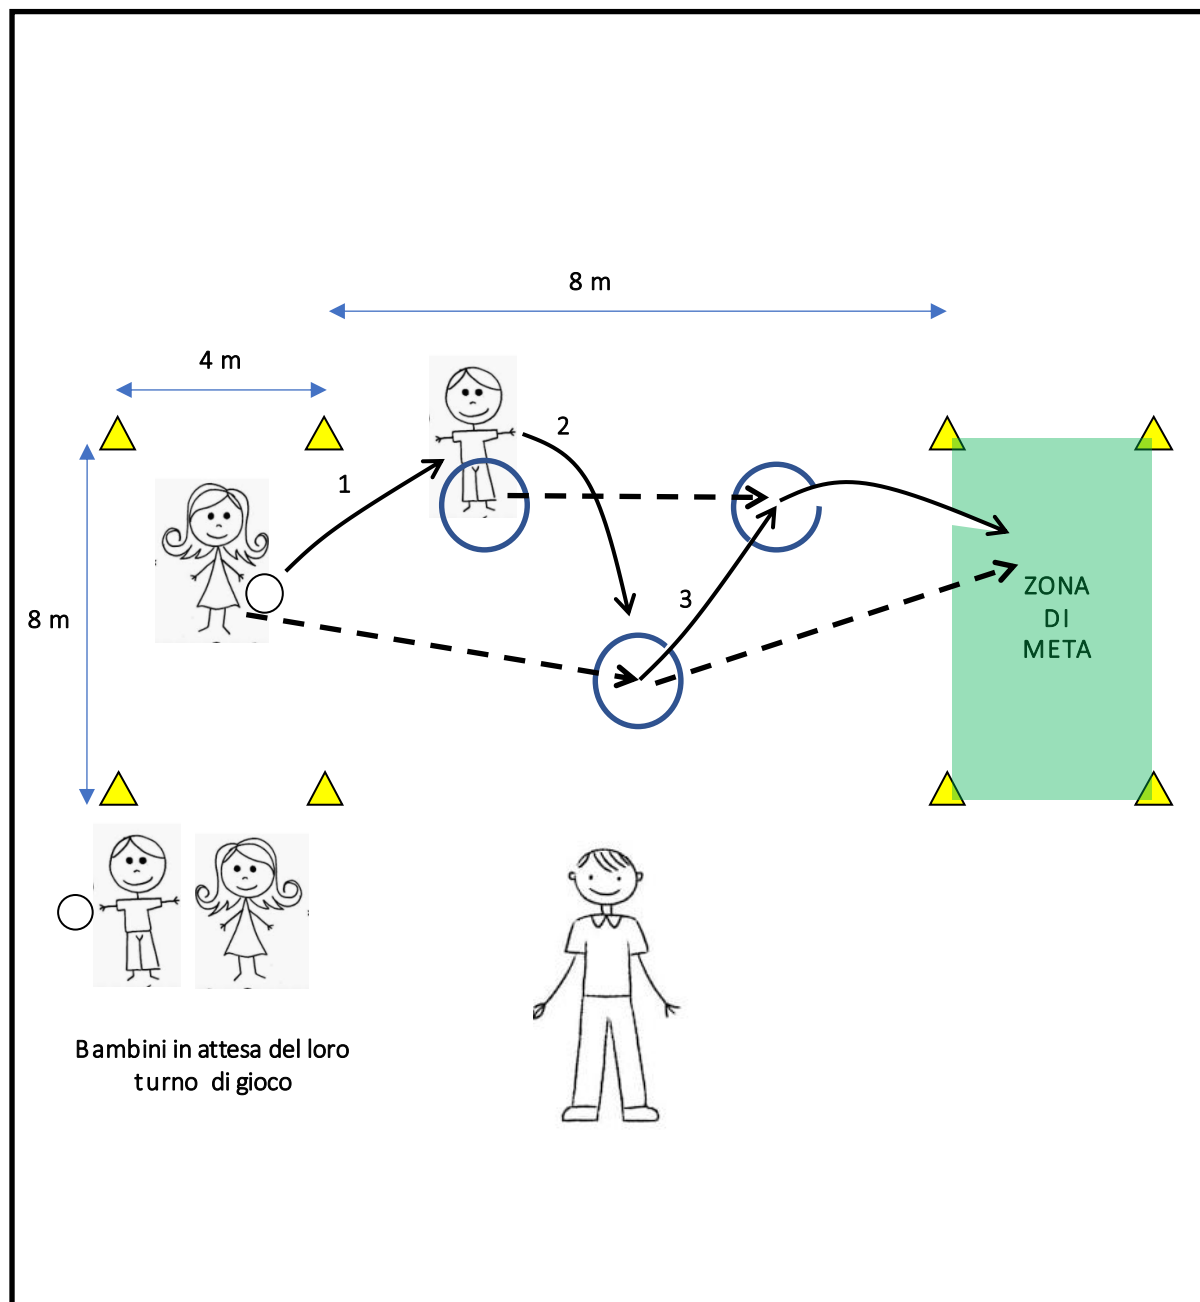 8 m
4 m
2
1
8 m
3
ZONA
DI
META
Bambini in attesa del loro
turno di gioco